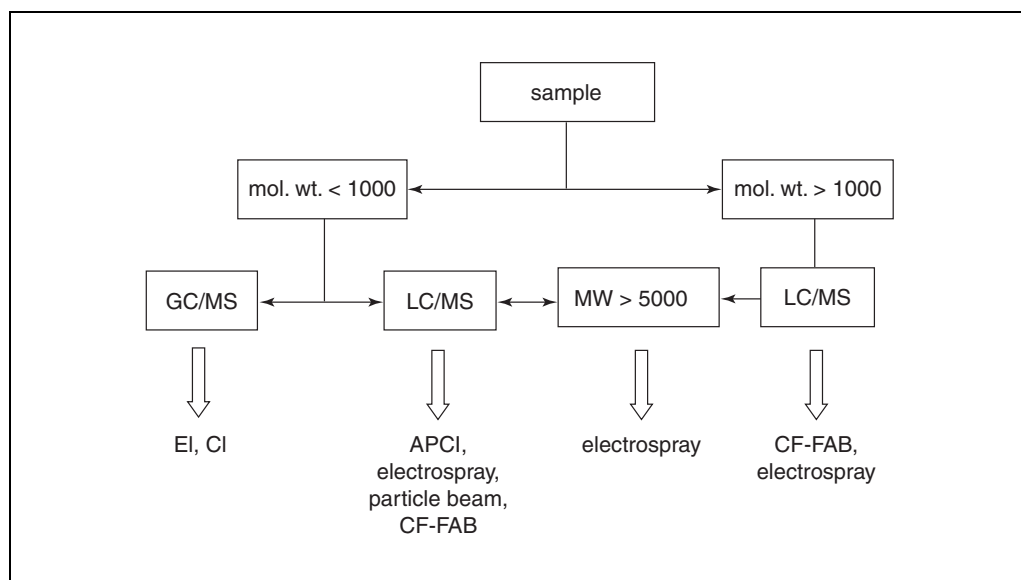 sample
mol. wt. < 1000
mol. wt. > 1000
GC/MS
LC/MS
MW > 5000
LC/MS
EI, CI
APCI,
electrospray,
particle beam,
CF-FAB
electrospray
CF-FAB,
electrospray